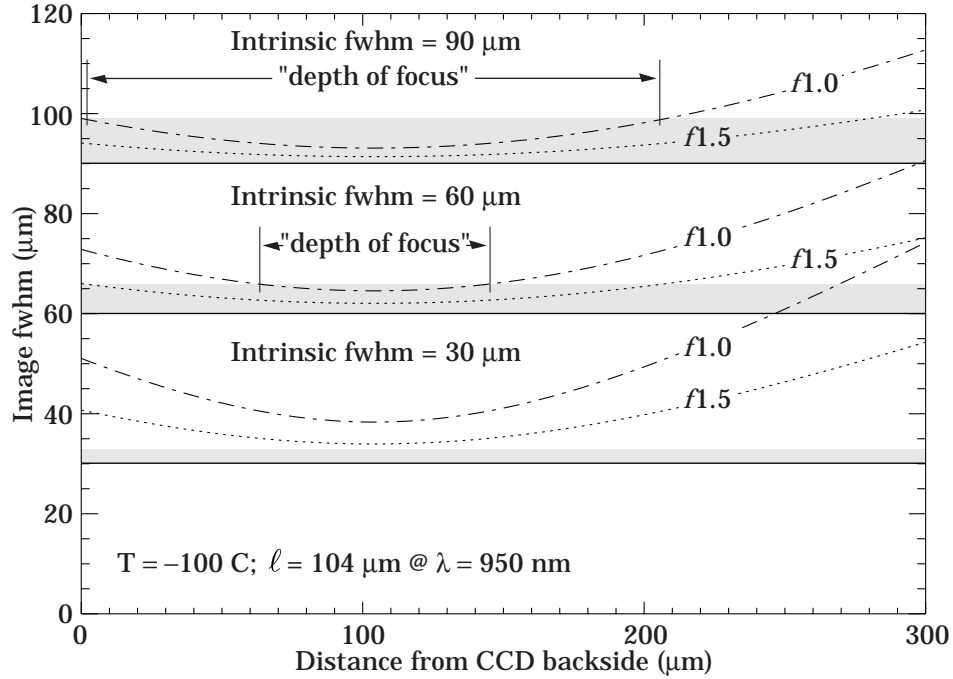 120
100
80
60
40
20
0
0
100
200
300
Image fwhm (μm)
Distance from CCD backside (μm)
Intrinsic fwhm = 90 μm
"depth of focus"
f1.0
f1.5
Intrinsic fwhm = 60 μm
"depth of focus"
f1.0
f1.5
Intrinsic fwhm = 30 μm
f1.0
f1.5
T = −100 C; ℓ = 104 μm @ λ = 950 nm